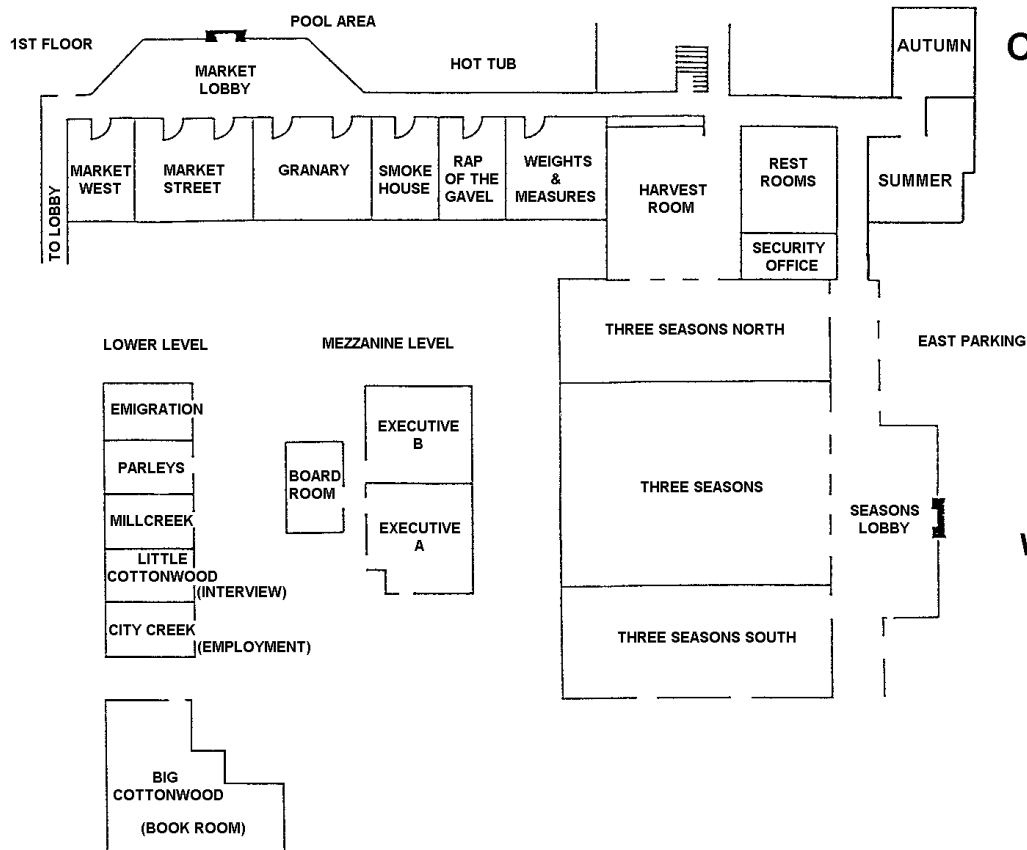 POOL AREA
1ST FLOOR
AUTUMN
O
MARKET
LOBBY
HOT TUB
MARKET
WEST
MARKET
STREET
GRANARY
SMOKE
HOUSE
RAP
OF THE
GAVEL
WEIGHTS
&
MEASURES
HARVEST
ROOM
REST
ROOMS
SUMMER
TO LOBBY
SECURITY
OFFICE
THREE SEASONS NORTH
EAST PARKING
LOWER LEVEL
MEZZANINE LEVEL
EMIGRATION
PARLEYS
MILLCREEK
LITTLE
COTTONWOOD
(INTERVIEW)
CITY CREEK
(EMPLOYMENT)
BOARD
ROOM
EXECUTIVE
B
EXECUTIVE
A
THREE SEASONS
SEASONS
LOBBY
THREE SEASONS SOUTH
BIG
COTTONWOOD
(BOOK ROOM)